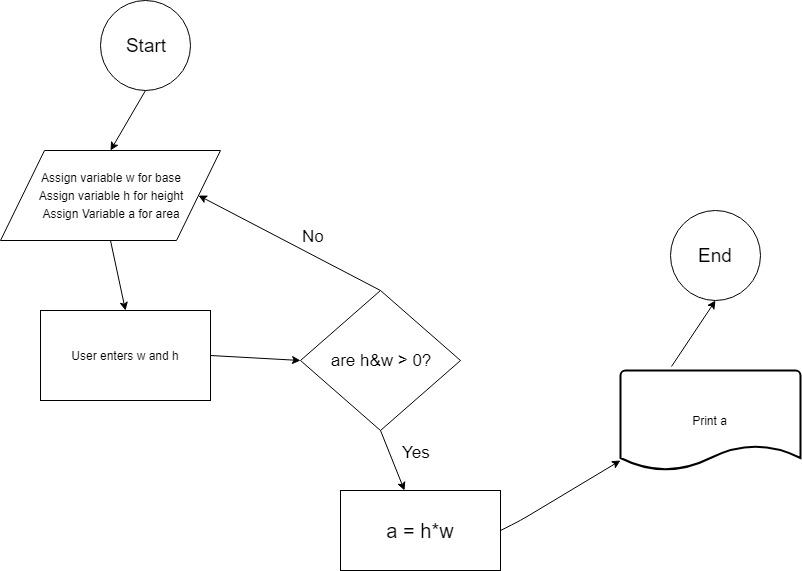 Start
Assign variable w for base
Assign variable h for height
Assign Variable a for area
No
End
User enters w and h
are h&w > 0?
Print a
Yes
a = h*w